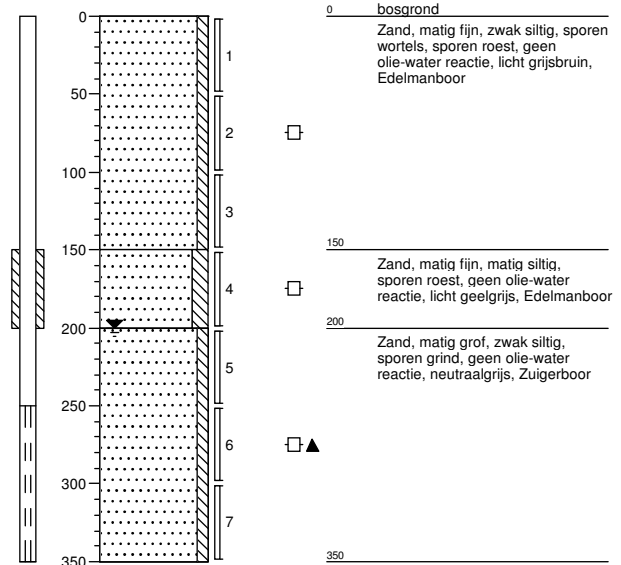 0
50
100
150
200
250
300
350
1
2
3
4
5
6
7
0 bosgrond
Zand, matig fijn, zwak siltig, sporen
wortels, sporen roest, geen
olie-water reactie, licht grijsbruin,
Edelmanboor
150
Zand, matig fijn, matig siltig,
sporen roest, geen olie-water
reactie, licht geelgrijs, Edelmanboor
200
Zand, matig grof, zwak siltig,
sporen grind, geen olie-water
reactie, neutraalgrijs, Zuigerboor
350